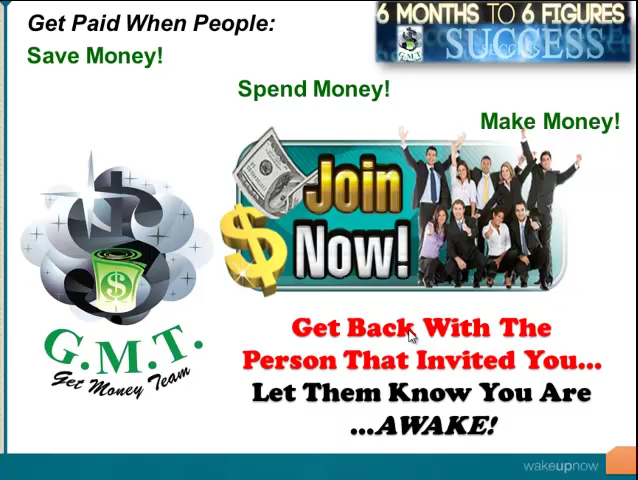 Get Paid When People:
6 MONTHS TO 6 FIGURES
Save Money!
SUCCESS
SUCCESS
G.M.T.
Spend Money!
Make Money!
Join
Now!
$
$
G.M.T.
Get Money Team
Get Back With The
Person That Invited You...
Let Them Know You Are
...AWAKE!
wakeupnow